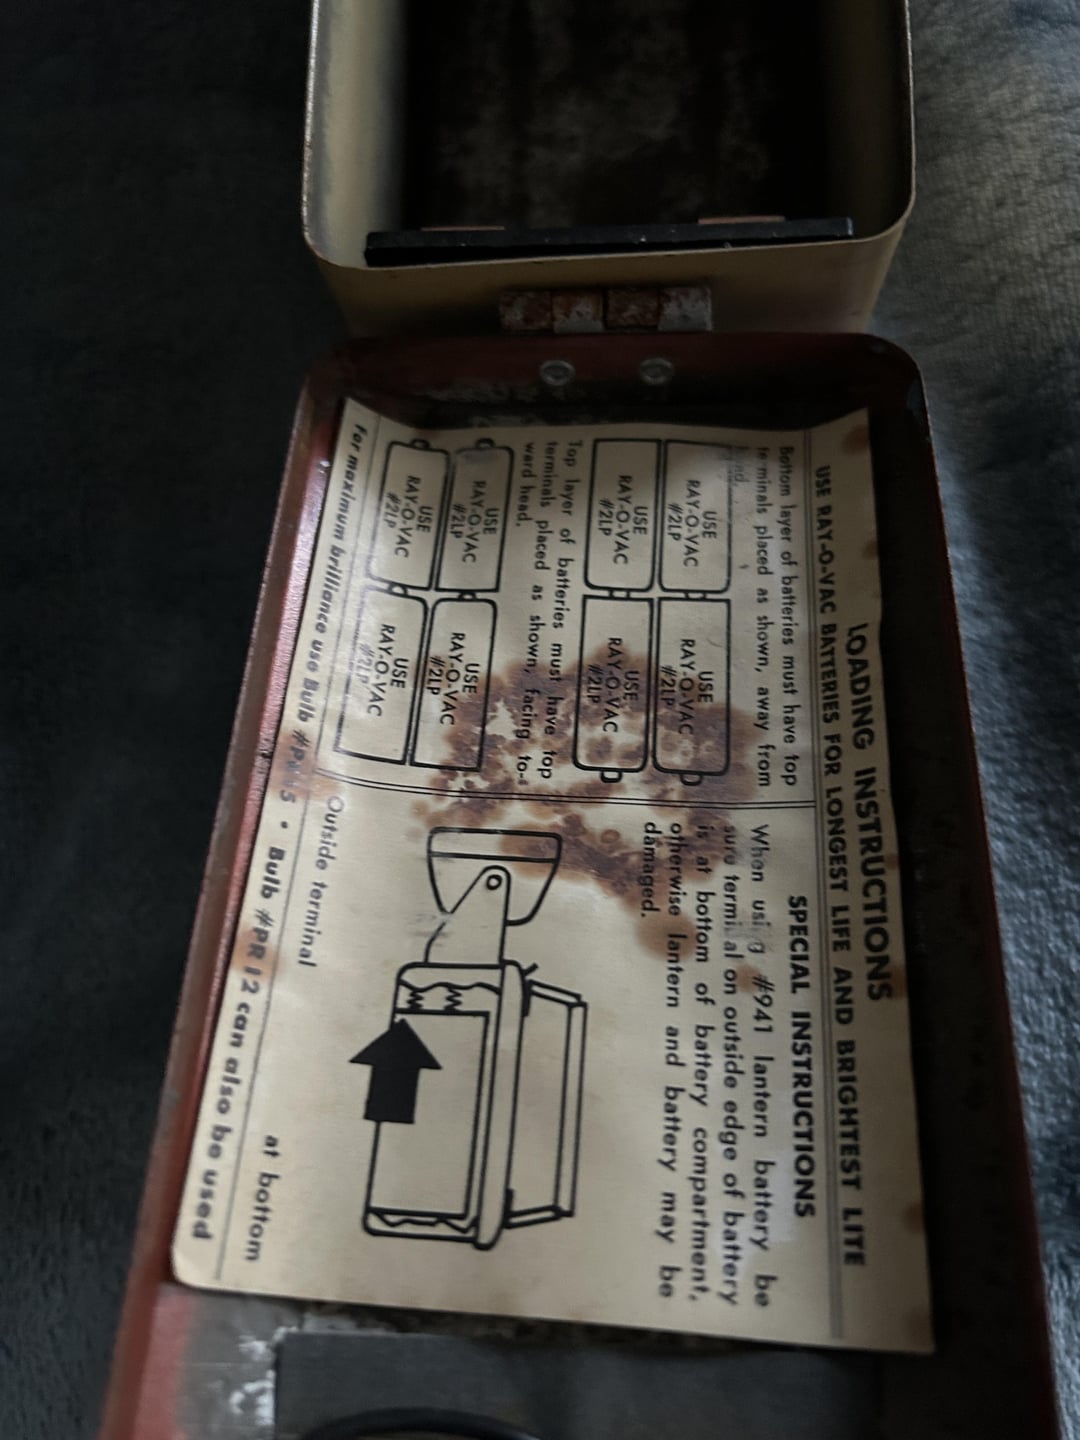 LOADING INSTRUCTIONS
USE RAY-O-VAC BATTERIES FOR LONGEST LIFE AND BRIGHTEST LITE
Bottom layer of batteries must have top
terminals placed as shown, away from
USE
RAY-O-VAC
#2LP
USE
RAY-O-VAC
#2LP
USE
RAY-O-VAC
#2LP
USE
RAY-O-VAC
#2LP
Top layer of batteries must have top
terminals placed as shown, facing to-
ward head.
USE
RAY-O-VAC
#2LP
USE
RAY-O-VAC
#2LP
USE
RAY-O-VAC
#2LP
USE
RAY-O-VAC
#2LP
SPECIAL INSTRUCTIONS
When using #941 lantern battery be
sure terminal on outside edge of battery
is at bottom of battery compartment,
otherwise lantern and battery may be
damaged.
Outside terminal at bottom
For maximum brilliance use Bulb • Bulb #PR 12 can also be used